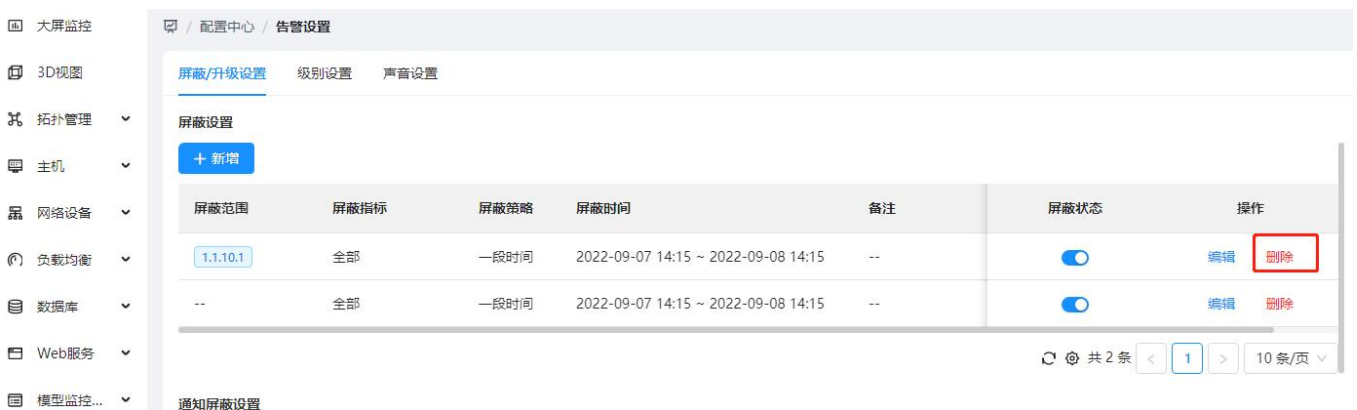 大屏监控
3D视图
拓扑管理
主机
网络设备
负载均衡
数据库
Web服务
模型监控...
/ 配置中心 / 告警设置
屏蔽/升级设置 级别设置 声音设置
屏蔽设置
+ 新增
屏蔽范围 屏蔽指标 屏蔽策略 屏蔽时间 备注 屏蔽状态 操作
1.1.10.1 全部 一段时间 2022-09-07 14:15 ~ 2022-09-08 14:15 -- 编辑 删除
-- 全部 一段时间 2022-09-07 14:15 ~ 2022-09-08 14:15 -- 编辑 删除
共 2 条 < 1 > 10 条/页
通知屏蔽设置